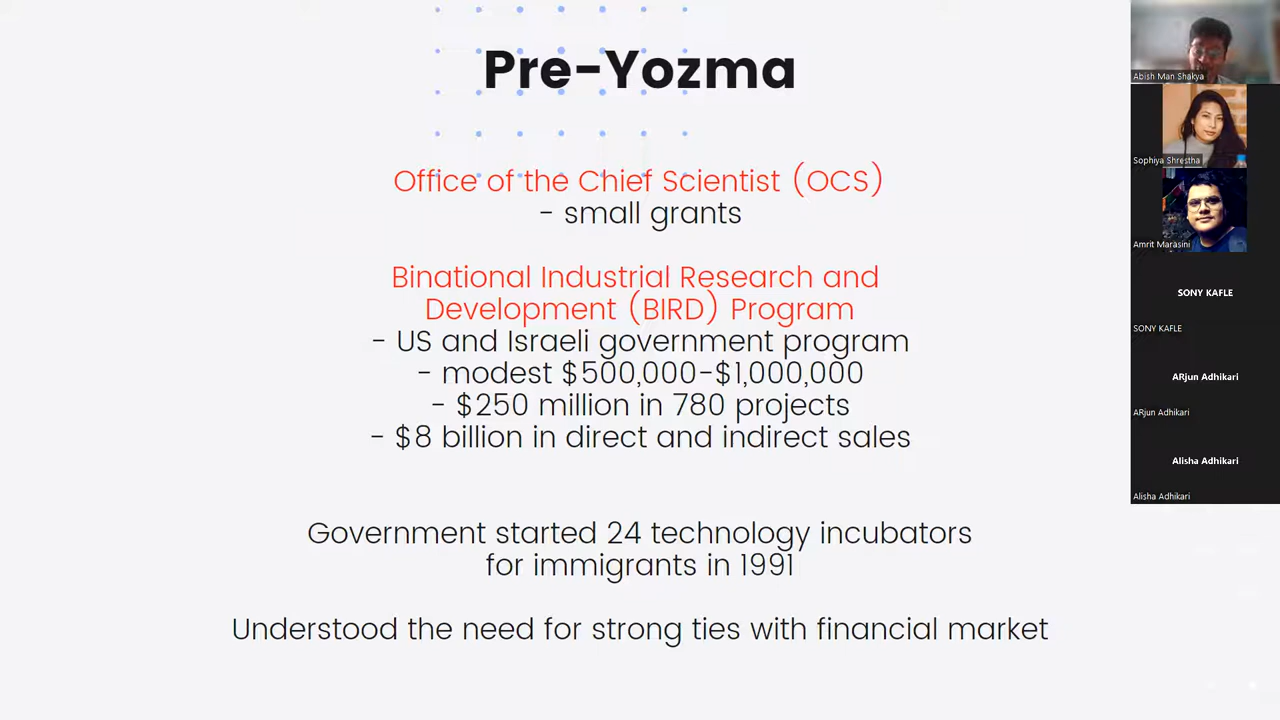 Pre-Yozma
Office of the Chief Scientist (OCS)
- small grants
Binational Industrial Research and
Development (BIRD) Program
- US and Israeli government program
- modest $500,000-$1,000,000
- $250 million in 780 projects
- $8 billion in direct and indirect sales
Government started 24 technology incubators
for immigrants in 1991
Understood the need for strong ties with financial market
Abish Man Shakya
Sophiya Shrestha
Amrit Marasini
SONY KAFLE
SONY KAFLE
ARjun Adhikari
ARjun Adhikari
Alisha Adhikari
Alisha Adhikari